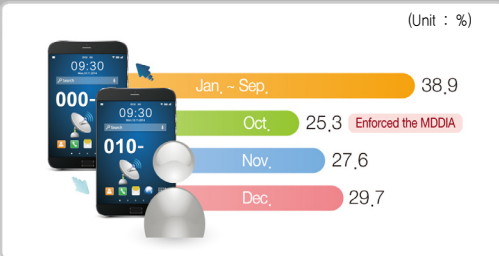 (Unit : %)
09:30
000-
09:30
010-
Jan. ~ Sep. 38.9
Oct. 25.3 Enforced the MDDIA
Nov. 27.6
Dec. 29.7